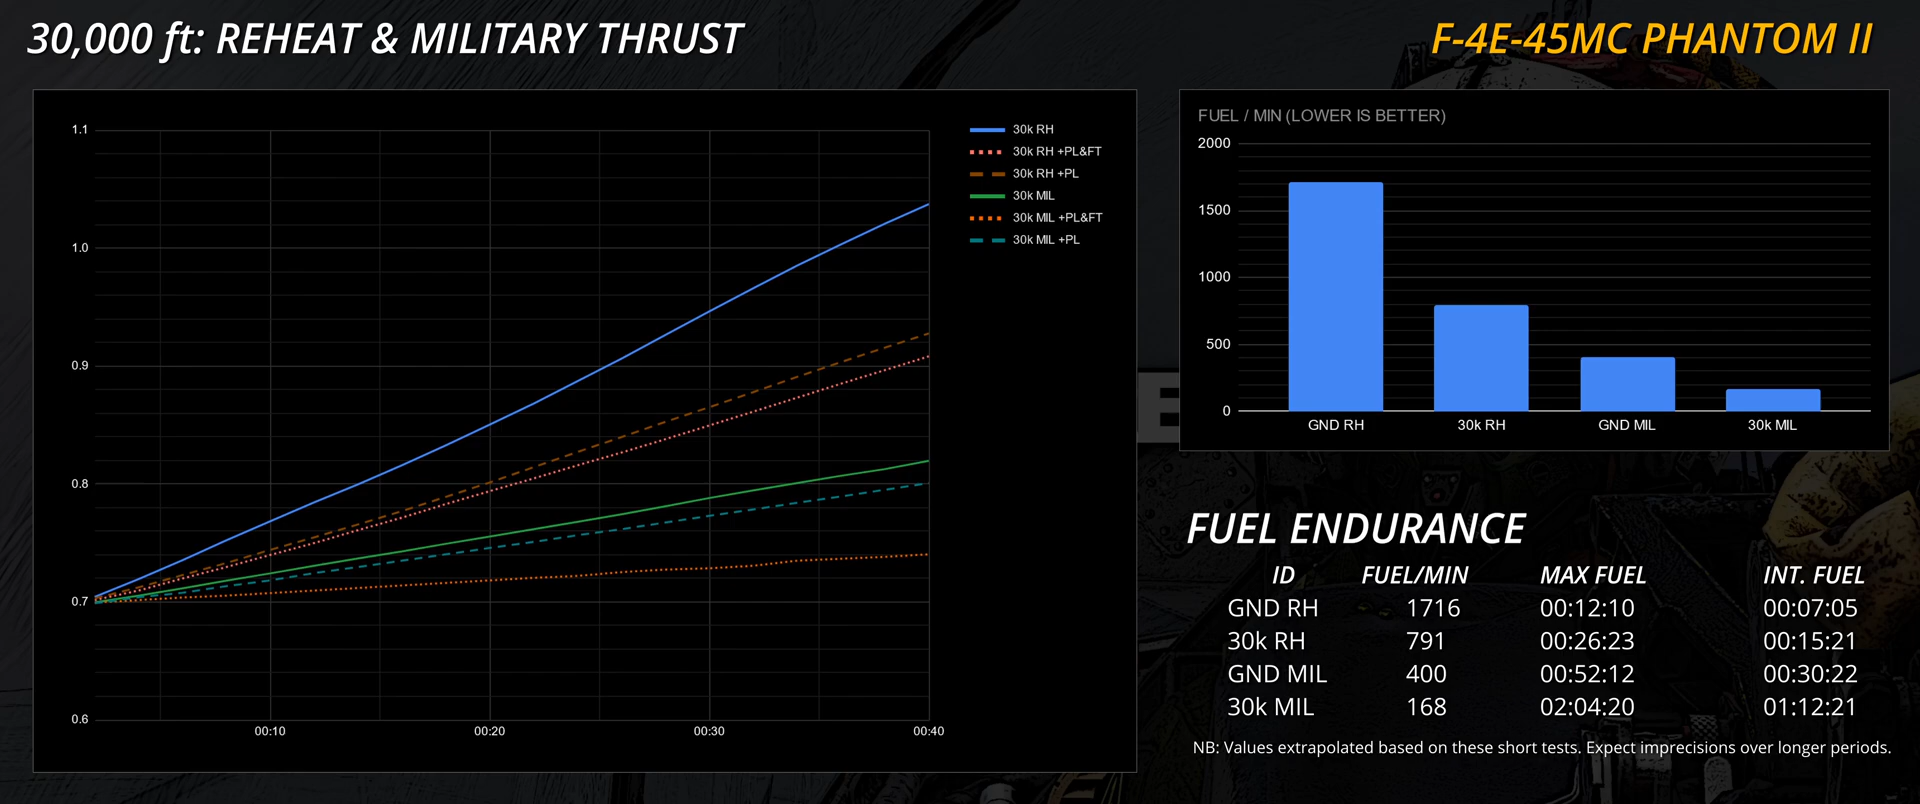 30,000 ft: REHEAT & MILITARY THRUST
F-4E-45MC PHANTOM II
1.1
1.0
0.9
0.8
0.7
0.6
00:10
00:20
00:30
00:40
30k RH
30k RH +PL&FT
30k RH +PL
30k MIL
30k MIL +PL&FT
30k MIL +PL
FUEL / MIN (LOWER IS BETTER)
2000
1500
1000
500
0
GND RH
30k RH
GND MIL
30k MIL
FUEL ENDURANCE
ID FUEL/MIN MAX FUEL INT. FUEL
GND RH 1716 00:12:10 00:07:05
30k RH 791 00:26:23 00:15:21
GND MIL 400 00:52:12 00:30:22
30k MIL 168 02:04:20 01:12:21
NB: Values extrapolated based on these short tests. Expect imprecisions over longer periods.